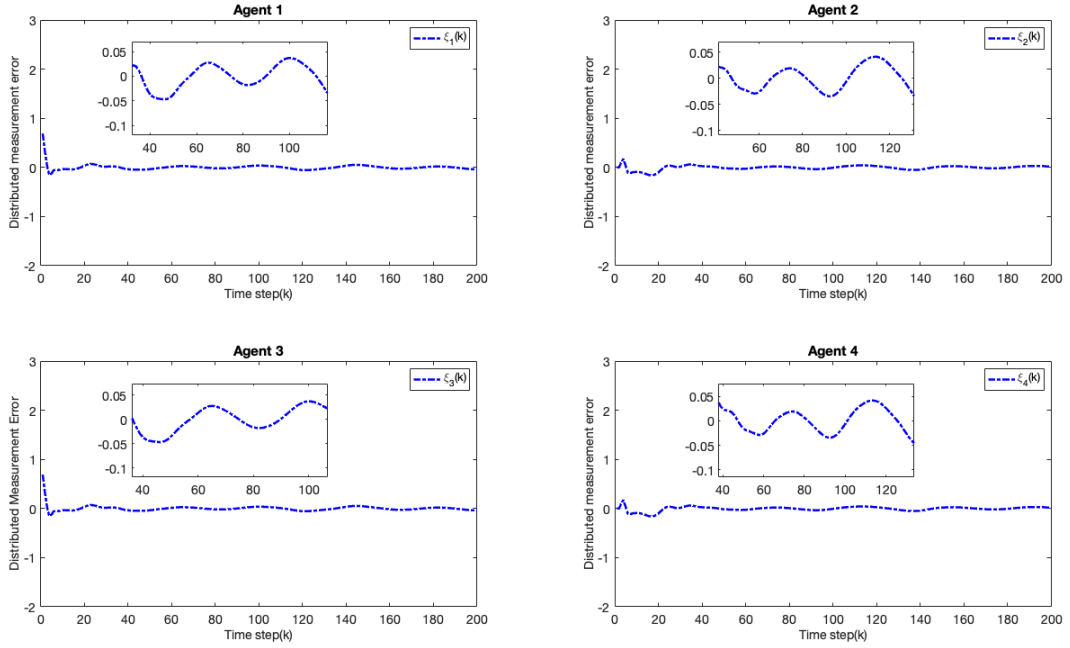 Agent 1
3
2
1
0
-1
-2
Distributed measurement error
ξ1(k)
0.05
0
-0.05
-0.1
40 60 80 100
0 20 40 60 80 100 120 140 160 180 200
Time step(k)
Agent 2
3
2
1
0
-1
-2
Distributed measurement error
ξ2(k)
0.05
0
-0.05
-0.1
60 80 100 120
0 20 40 60 80 100 120 140 160 180 200
Time step(k)
Agent 3
3
2
1
0
-1
-2
Distributed Measurement Error
ξ3(k)
0.05
0
-0.05
-0.1
40 60 80 100
0 20 40 60 80 100 120 140 160 180 200
Time step(k)
Agent 4
3
2
1
0
-1
-2
Distributed measurement error
ξ4(k)
0.05
0
-0.05
-0.1
40 60 80 100 120
0 20 40 60 80 100 120 140 160 180 200
Time step(k)